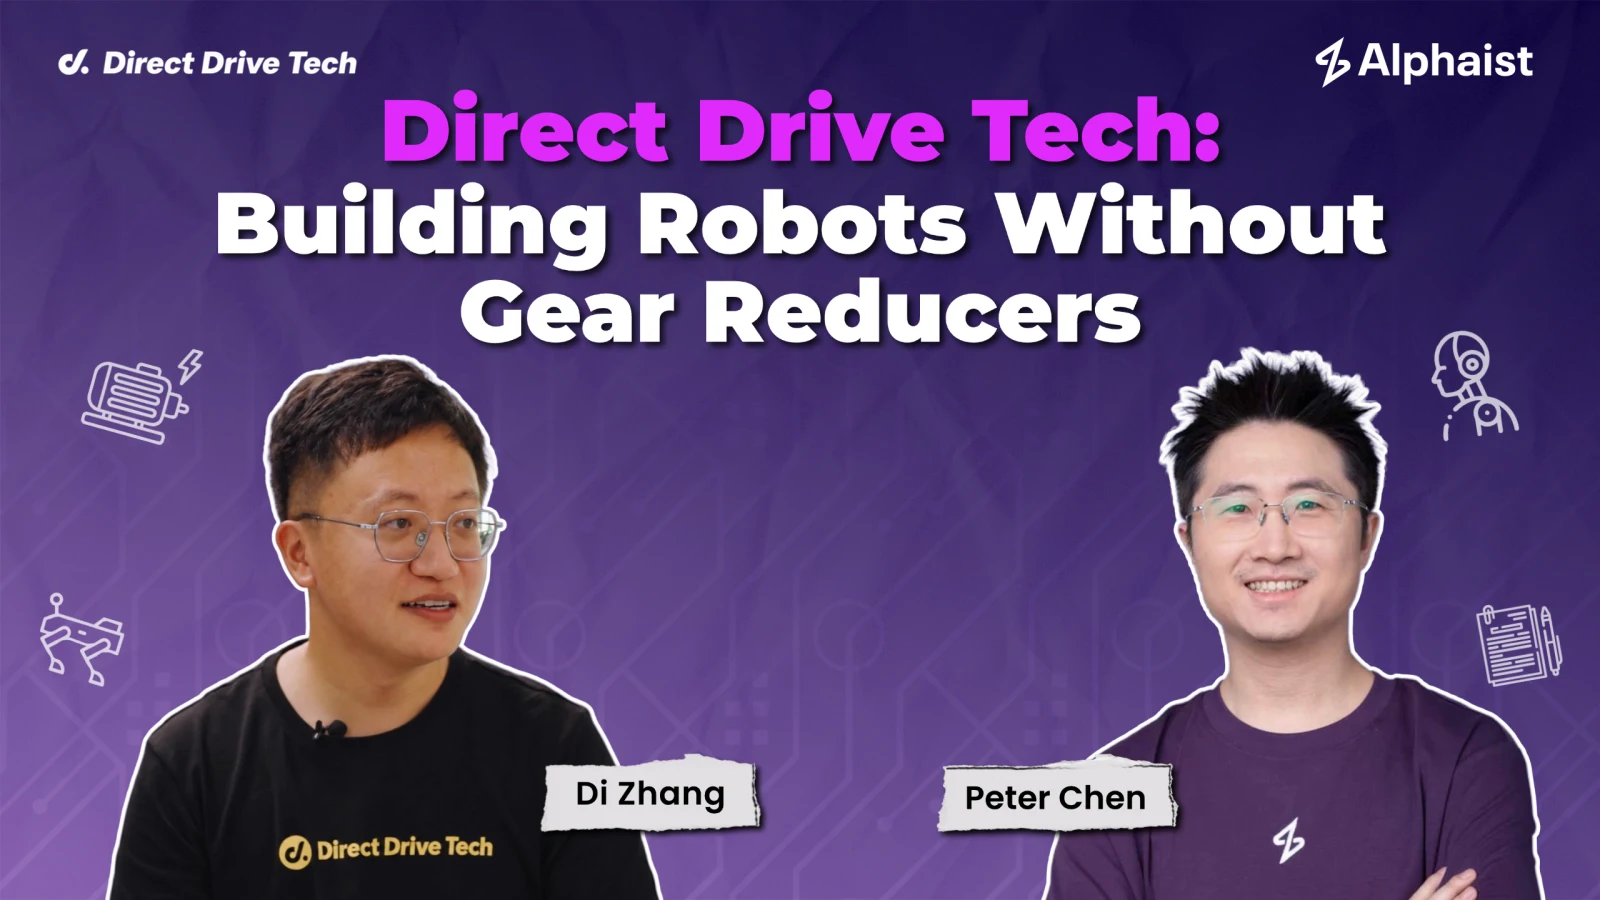 Direct Drive Tech
Alphaist
Direct Drive Tech:
Building Robots Without
Gear Reducers
Di Zhang
Peter Chen
Direct Drive Tech